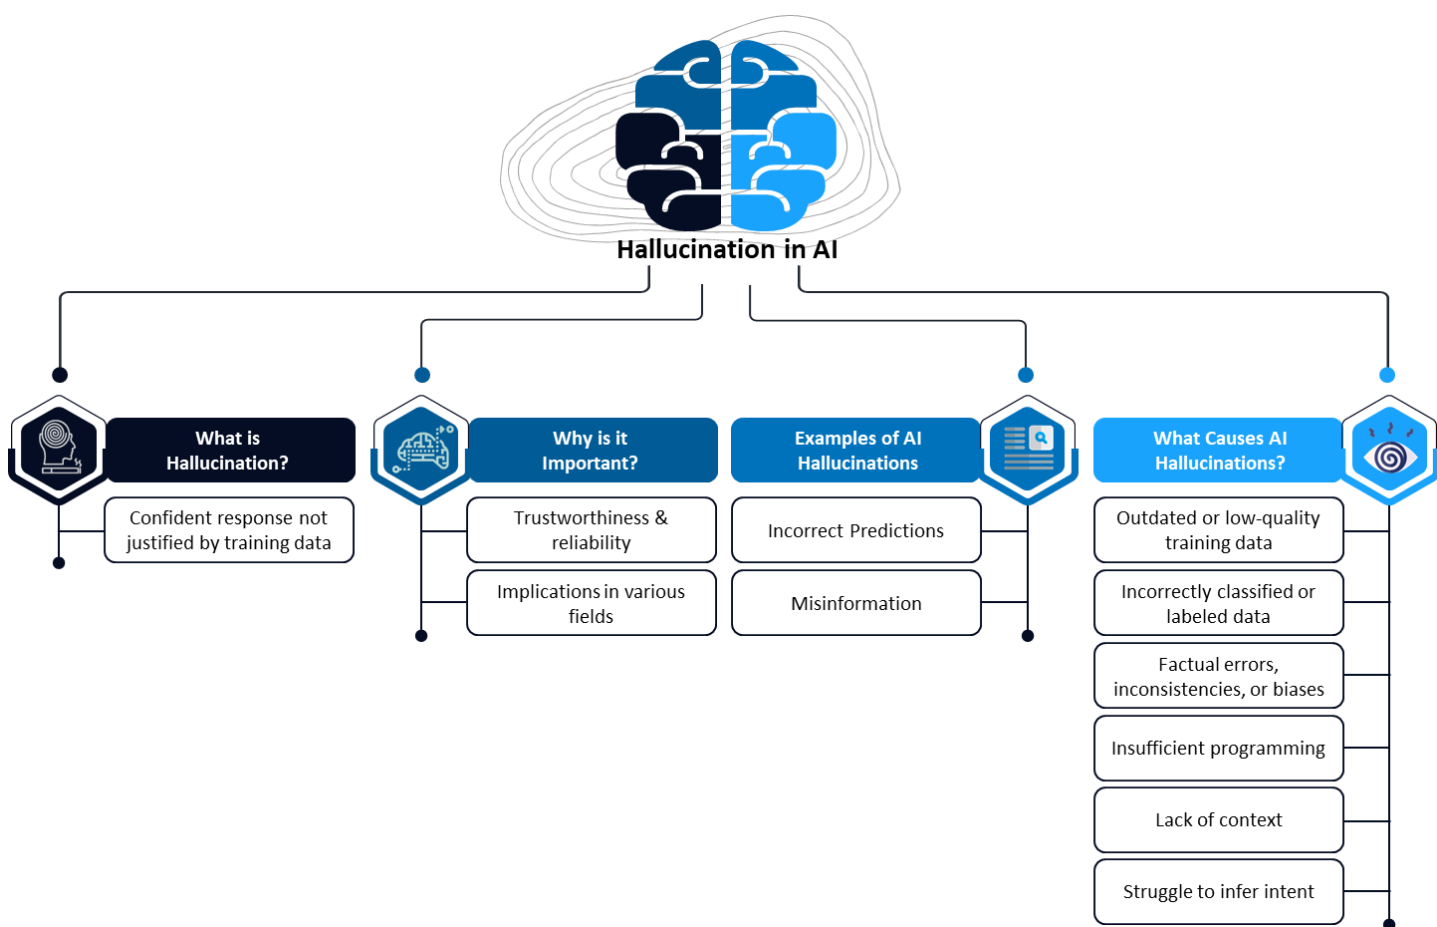 Hallucination in AI
What is
Hallucination?
Confident response not
justified by training data
Why is it
Important?
Trustworthiness &
reliability
Implications in various
fields
Examples of AI
Hallucinations
Incorrect Predictions
Misinformation
What Causes AI
Hallucinations?
Outdated or low-quality
training data
Incorrectly classified or
labeled data
Factual errors,
inconsistencies, or biases
Insufficient programming
Lack of context
Struggle to infer intent